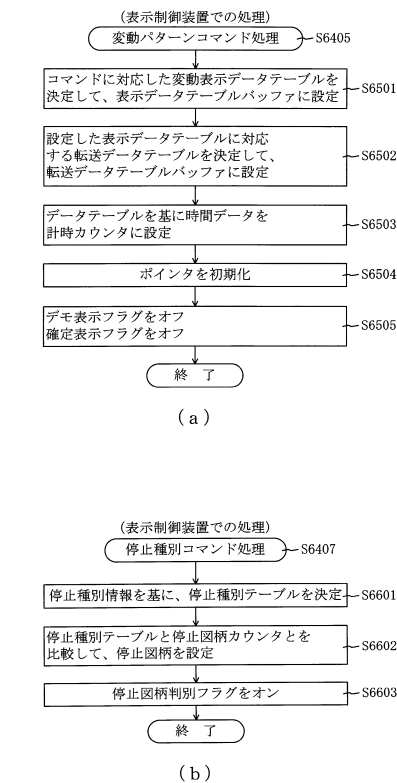 (表示制御装置での処理)
変動パターンコマンド処理
S6405
コマンドに対応した変動表示データテーブルを
決定して、表示データテーブルバッファに設定
S6501
設定した表示データテーブルに対応
する転送データテーブルを決定して、
転送データテーブルバッファに設定
S6502
データテーブルを基に時間データを
計時カウンタに設定
S6503
ポインタを初期化
S6504
デモ表示フラグをオフ
確定表示フラグをオフ
S6505
終 了
(a)
(表示制御装置での処理)
停止種別コマンド処理
S6407
停止種別情報を基に、停止種別テーブルを決定
S6601
停止種別テーブルと停止図柄カウンタとを
比較して、停止図柄を設定
S6602
停止図柄判別フラグをオン
S6603
終 了
(b)